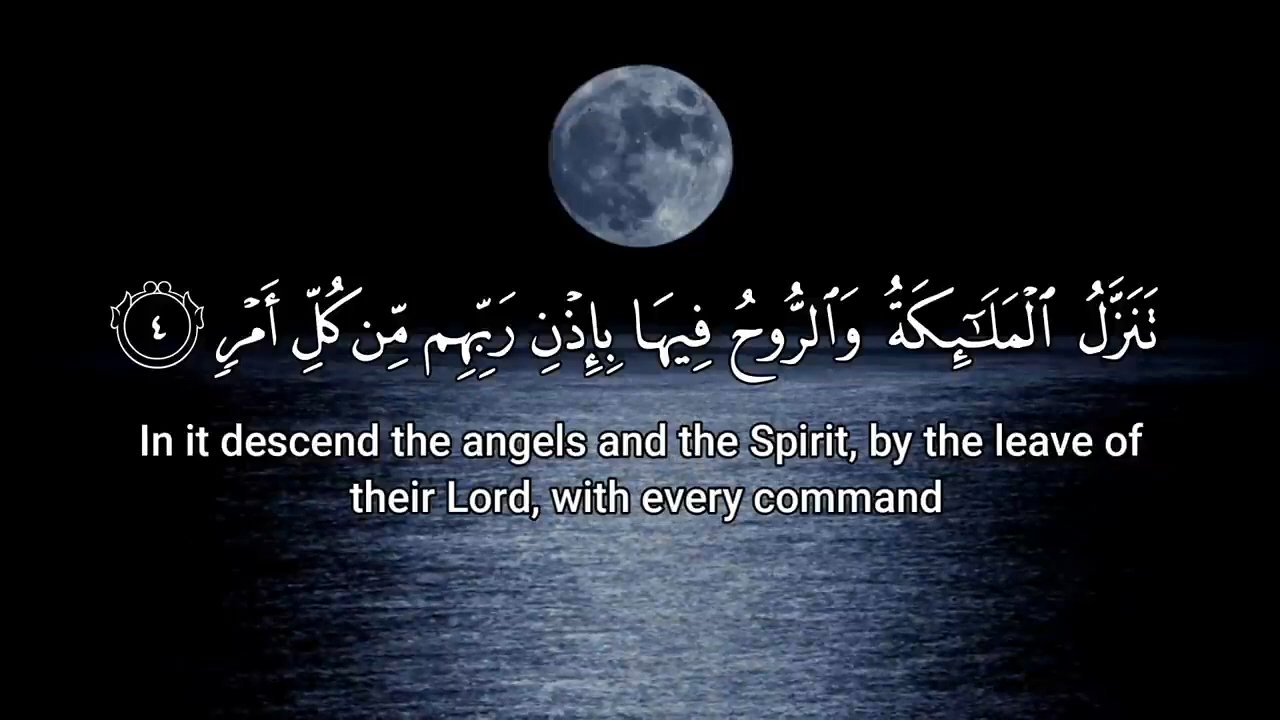 تَنَزَّلُ ٱلْمَلَـٰٓئِكَةُ وَٱلرُّوحُ فِيهَا بِإِذْنِ رَبِّهِم مِّن كُلِّ أَمْرٍ ٤
In it descend the angels and the Spirit, by the leave of
their Lord, with every command